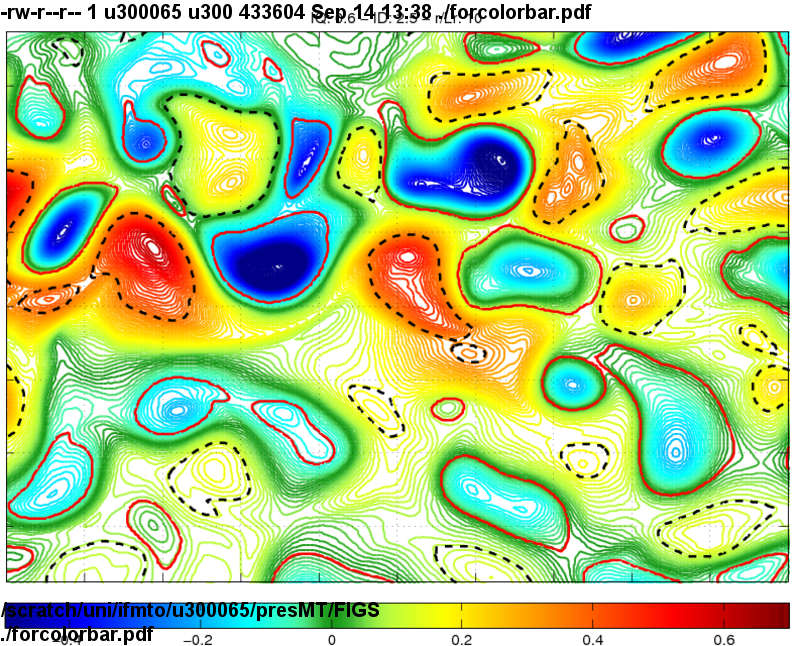 -rw-r--r-- 1 u300065 u300 433604 Sep 14 13:38 ./forcolorbar.pdf
/scratch/uni/ifmto/u300065/presMT/FIGS
./forcolorbar.pdf
−0.2 0 0.2 0.4 0.6